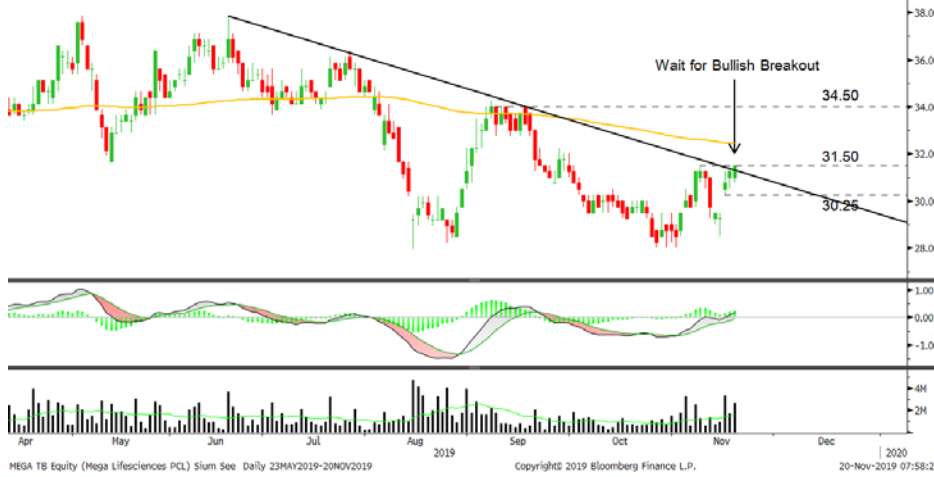 38.0
36.0
Wait for Bullish Breakout
34.50
34.0
31.50
32.0
30.25
30.0
28.0
1.00
0.00
-1.0
4M
2M
Apr May Jun Jul Aug Sep Oct Nov Dec
2019 2020
MEGA TB Equity (Mega Lifesciences PCL) Sium See Daily 23MAY2019-20NOV2019 Copyright© 2019 Bloomberg Finance L.P. 20-Nov-2019 07:58:2